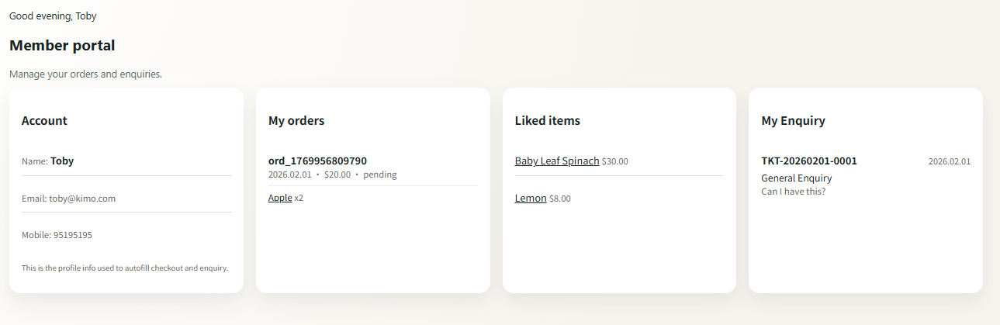 Good evening, Toby
Member portal
Manage your orders and enquiries.
Account
Name: Toby
Email: toby@kimo.com
Mobile: 95195195
This is the profile info used to autofill checkout and enquiry.
My orders
ord_1769956809790
2026.02.01 • $20.00 • pending
Apple x2
Liked items
Baby Leaf Spinach $30.00
Lemon $8.00
My Enquiry
TKT-20260201-0001 2026.02.01
General Enquiry
Can I have this?